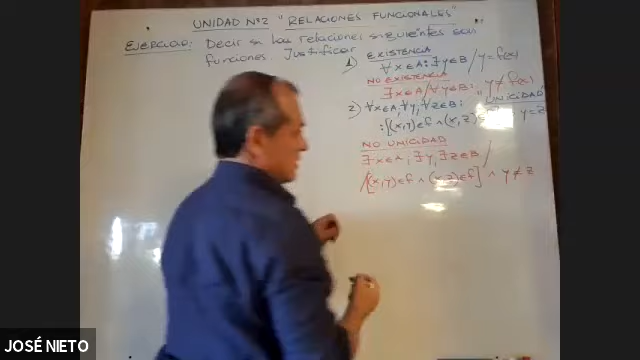 UNIDAD Nº2 "RELACIONES FUNCIONALES"
EJERCICIO: Decir si las relaciones siguientes son
funciones. Justificar
1) EXISTENCIA
∀x∈A: ∃y∈B / y=f(x)
NO EXISTENCIA
∃x∈A / ∀y∈B: y≠f(x)
"UNICIDAD"
2) ∀x∈A, ∀y, ∀z∈B:
:[(x,y)∈f ∧ (x,z) y=z
NO UNICIDAD
∃x∈A, ∃y, ∃z∈B /
/[(x,y)∈f ∧ (x,z)∈f] ∧ y≠z
JOSÉ NIETO